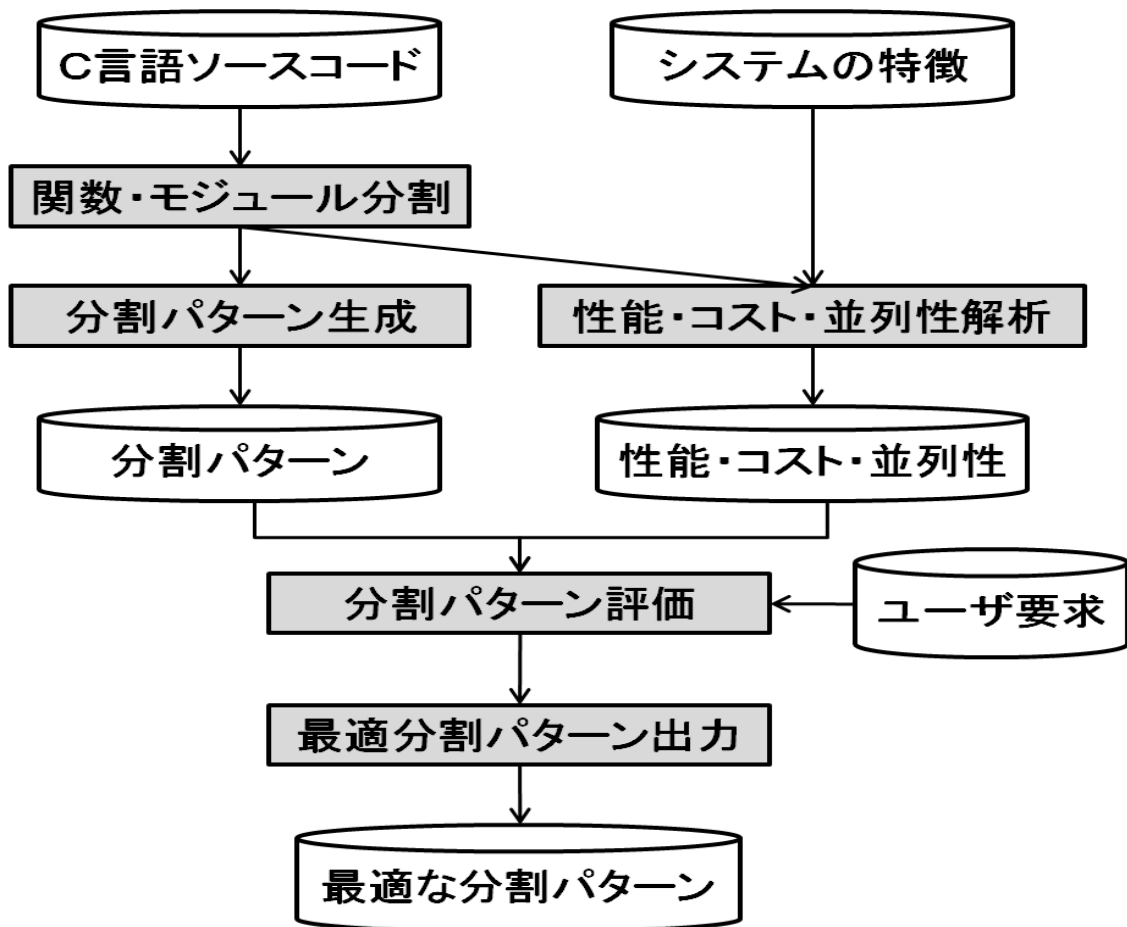 C言語ソースコード
システムの特徴
関数・モジュール分割
分割パターン生成
性能・コスト・並列性解析
分割パターン
性能・コスト・並列性
分割パターン評価
ユーザ要求
最適分割パターン出力
最適な分割パターン